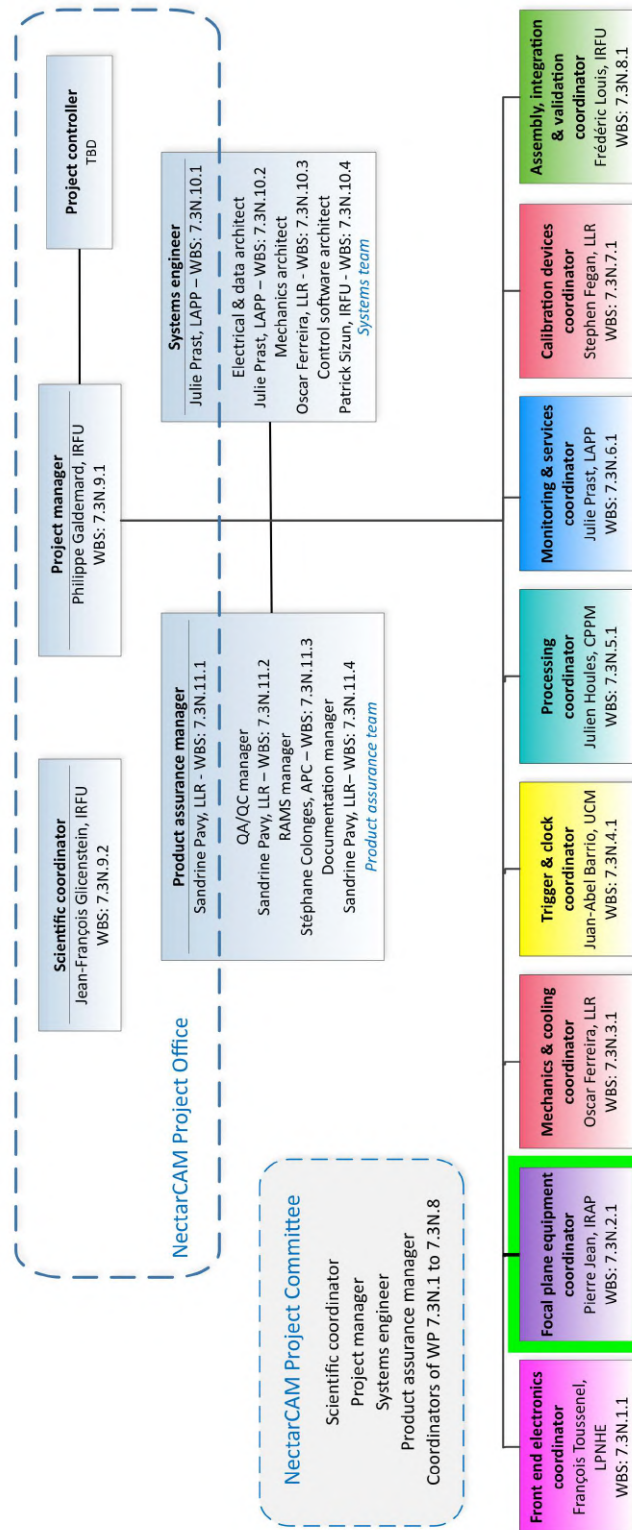 Scientific coordinator
Jean-François Glicenstein, IRFU
WBS: 7.3N.9.2
Project manager
Philippe Galdemard, IRFU
WBS: 7.3N.9.1
Project controller
TBD
NectarCAM Project Office
Product assurance manager
Sandrine Pavy, LLR - WBS: 7.3N.11.1
QA/QC manager
Sandrine Pavy, LLR – WBS: 7.3N.11.2
RAMS manager
Stéphane Colonges, APC – WBS: 7.3N.11.3
Documentation manager
Sandrine Pavy, LLR– WBS: 7.3N.11.4
Product assurance team
Systems engineer
Julie Prast, LAPP – WBS: 7.3N.10.1
Electrical & data architect
Julie Prast, LAPP – WBS: 7.3N.10.2
Mechanics architect
Oscar Ferreira, LLR - WBS: 7.3N.10.3
Control software architect
Patrick Sizun, IRFU - WBS: 7.3N.10.4
Systems team
NectarCAM Project Committee
Scientific coordinator
Project manager
Systems engineer
Product assurance manager
Coordinators of WP 7.3N.1 to 7.3N.8
Front end electronics
coordinator
François Toussenel,
LPNHE
WBS: 7.3N.1.1
Focal plane equipment
coordinator
Pierre Jean, IRAP
WBS: 7.3N.2.1
Mechanics & cooling
coordinator
Oscar Ferreira, LLR
WBS: 7.3N.3.1
Trigger & clock
coordinator
Juan-Abel Barrio, UCM
WBS: 7.3N.4.1
Processing
coordinator
Julien Houles, CPPM
WBS: 7.3N.5.1
Monitoring & services
coordinator
Julie Prast, LAPP
WBS: 7.3N.6.1
Calibration devices
coordinator
Stephen Fegan, LLR
WBS: 7.3N.7.1
Assembly, integration
& validation
coordinator
Frédéric Louis, IRFU
WBS: 7.3N.8.1